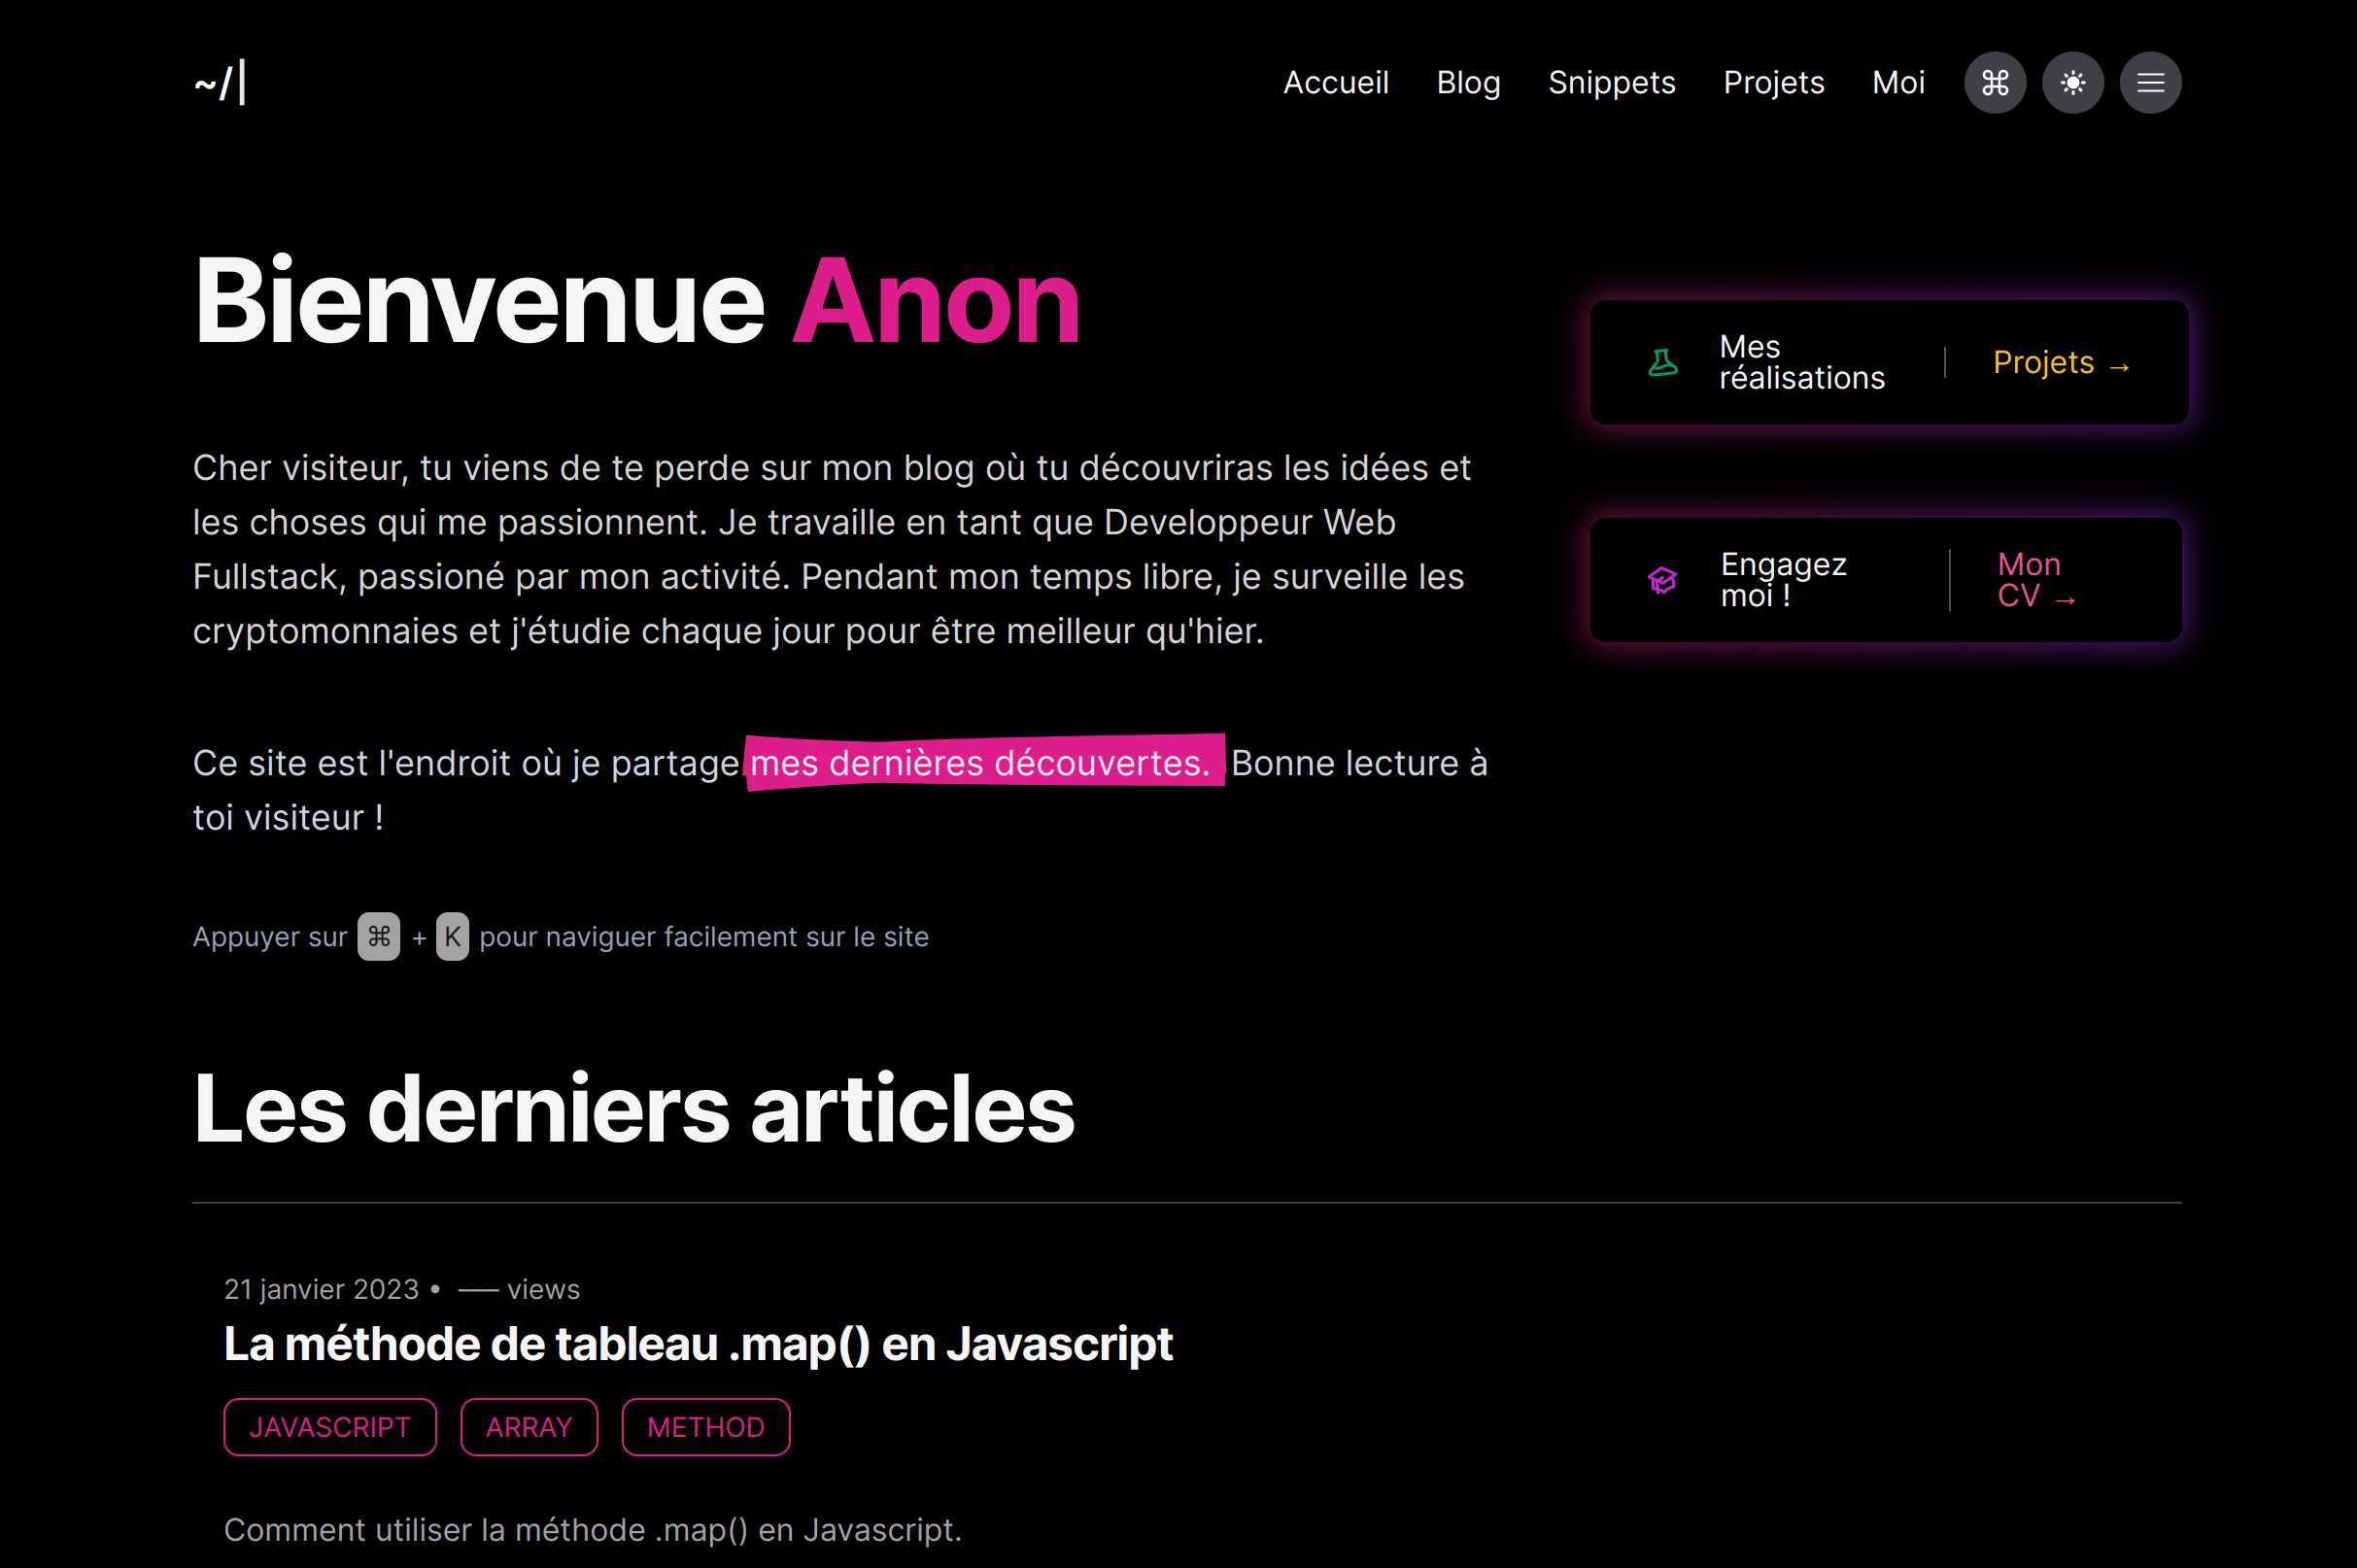 ~/|
Accueil Blog Snippets Projets Moi ⌘
Bienvenue Anon
Cher visiteur, tu viens de te perde sur mon blog où tu découvriras les idées et
les choses qui me passionnent. Je travaille en tant que Developpeur Web
Fullstack, passioné par mon activité. Pendant mon temps libre, je surveille les
cryptomonnaies et j'étudie chaque jour pour être meilleur qu'hier.
Ce site est l'endroit où je partage mes dernières découvertes. Bonne lecture à
toi visiteur !
Appuyer sur ⌘ + K pour naviguer facilement sur le site
Mes
réalisations
Projets →
Engagez
moi !
Mon
CV →
Les derniers articles
21 janvier 2023 • ––– views
La méthode de tableau .map() en Javascript
JAVASCRIPT ARRAY METHOD
Comment utiliser la méthode .map() en Javascript.